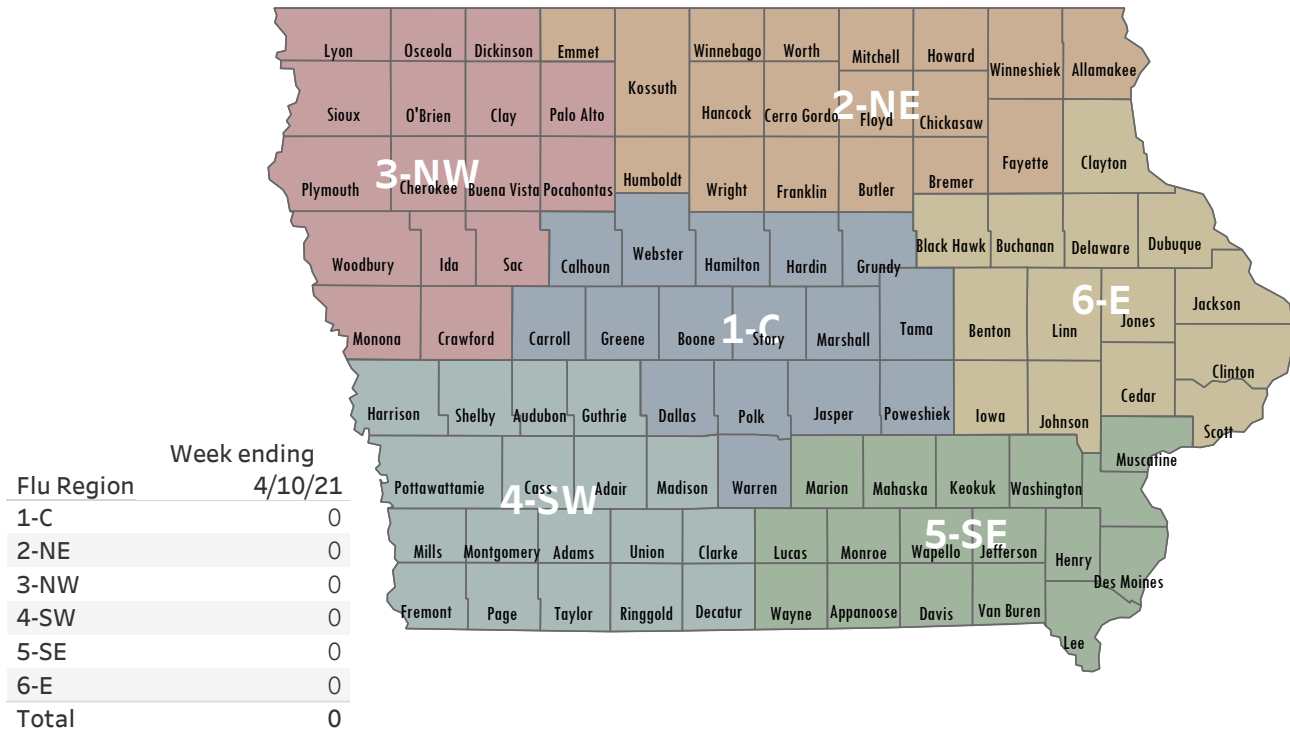 Lyon Osceola Dickinson Emmet Winnebago Worth Mitchell Howard Winneshiek Allamakee
Kossuth
Sioux O'Brien Clay Palo Alto Hancock Cerro Gordo 2-NE Floyd Chickasaw
3-NW
Plymouth Cherokee Buena Vista Pocahontas Humboldt Wright Franklin Butler Bremer Fayette Clayton
Woodbury Ida Sac Calhoun Webster Hamilton Hardin Grundy Black Hawk Buchanan Delaware Dubuque
6-E
Monona Crawford Carroll Greene Boone 1-C Story Marshall Tama Benton Linn Jones Jackson
Clinton
Harrison Shelby Audubon Guthrie Dallas Polk Jasper Poweshiek Iowa Johnson Cedar
Scott
Muscatine
Pottawattamie Cass Adair Madison Warren Marion Mahaska Keokuk Washington
4-SW
5-SE
Mills Montgomery Adams Union Clarke Lucas Monroe Wapello Jefferson Henry
Des Moines
Fremont Page Taylor Ringgold Decatur Wayne Appanoose Davis Van Buren
Lee
Week ending
Flu Region 4/10/21
1-C 0
2-NE 0
3-NW 0
4-SW 0
5-SE 0
6-E 0
Total 0